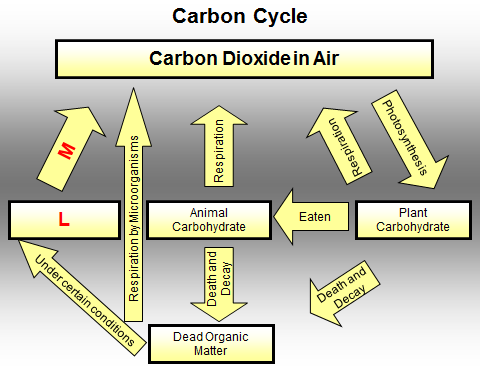 Carbon Cycle
Carbon Dioxide in Air
M
Respiration by Microorganisms
Respiration
Respiration
Photosynthesis
L
Animal
Carbohydrate
Eaten
Plant
Carbohydrate
Under certain conditions
Death and
Decay
Death and
Decay
Dead Organic
Matter